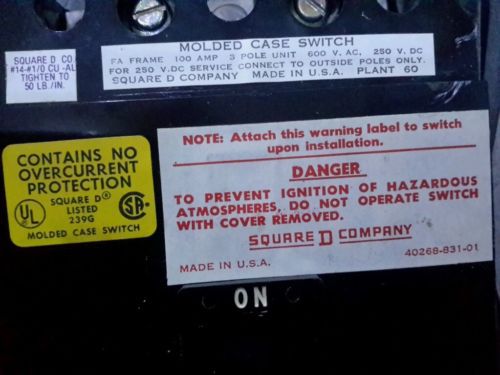 MOLDED CASE SWITCH
FA FRAME 100 AMP 3 POLE UNIT 600 V. AC, 250 V. DC
FOR 250 V.DC SERVICE CONNECT TO OUTSIDE POLES ONLY.
SQUARE D COMPANY MADE IN U.S.A. PLANT 60
SQUARE D CO.
#14-#1/0 CU-AL
TIGHTEN TO
50 LB./IN.
CONTAINS NO
OVERCURRENT
PROTECTION
SQUARE D®
UL LISTED SA
239G
MOLDED CASE SWITCH
NOTE: Attach this warning label to switch
upon installation.
DANGER
TO PREVENT IGNITION OF HAZARDOUS
ATMOSPHERES, DO NOT OPERATE SWITCH
WITH COVER REMOVED.
SQUARE D COMPANY
MADE IN U.S.A.
40268-831-01
ON